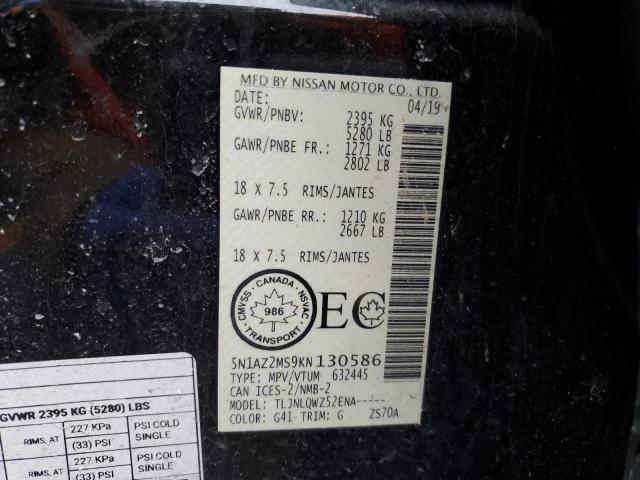 MFD BY NISSAN MOTOR CO., LTD.
DATE: 04/19
GVWR/PNBV: 2395 KG
5280 LB
GAWR/PNBE FR.: 1271 KG
2802 LB
18 X 7.5 RIMS/JANTES
GAWR/PNBE RR.: 1210 KG
2667 LB
18 X 7.5 RIMS/JANTES
CANADA
CMVSS NSVAC
986
TRANSPORT
EC
5N1AZ2MS9KN130586
TYPE: MPV/VTUM 632445
CAN ICES-2/NMB-2
MODEL: TLJNLQWZ52ENA-----
COLOR: G41 TRIM: G ZS70A
GVWR 2395 KG (5280) LBS
RIMS, AT 227 KPa PSI COLD
(33) PSI SINGLE
RIMS, AT 227 KPa PSI COLD
(33) PSI SINGLE